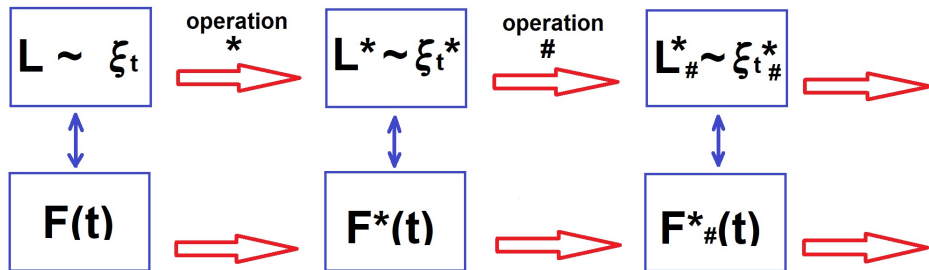 operation
*
operation
#
L ~ ξt
L* ~ ξt*
L*# ~ ξt*#
F(t)
F*(t)
F*#(t)